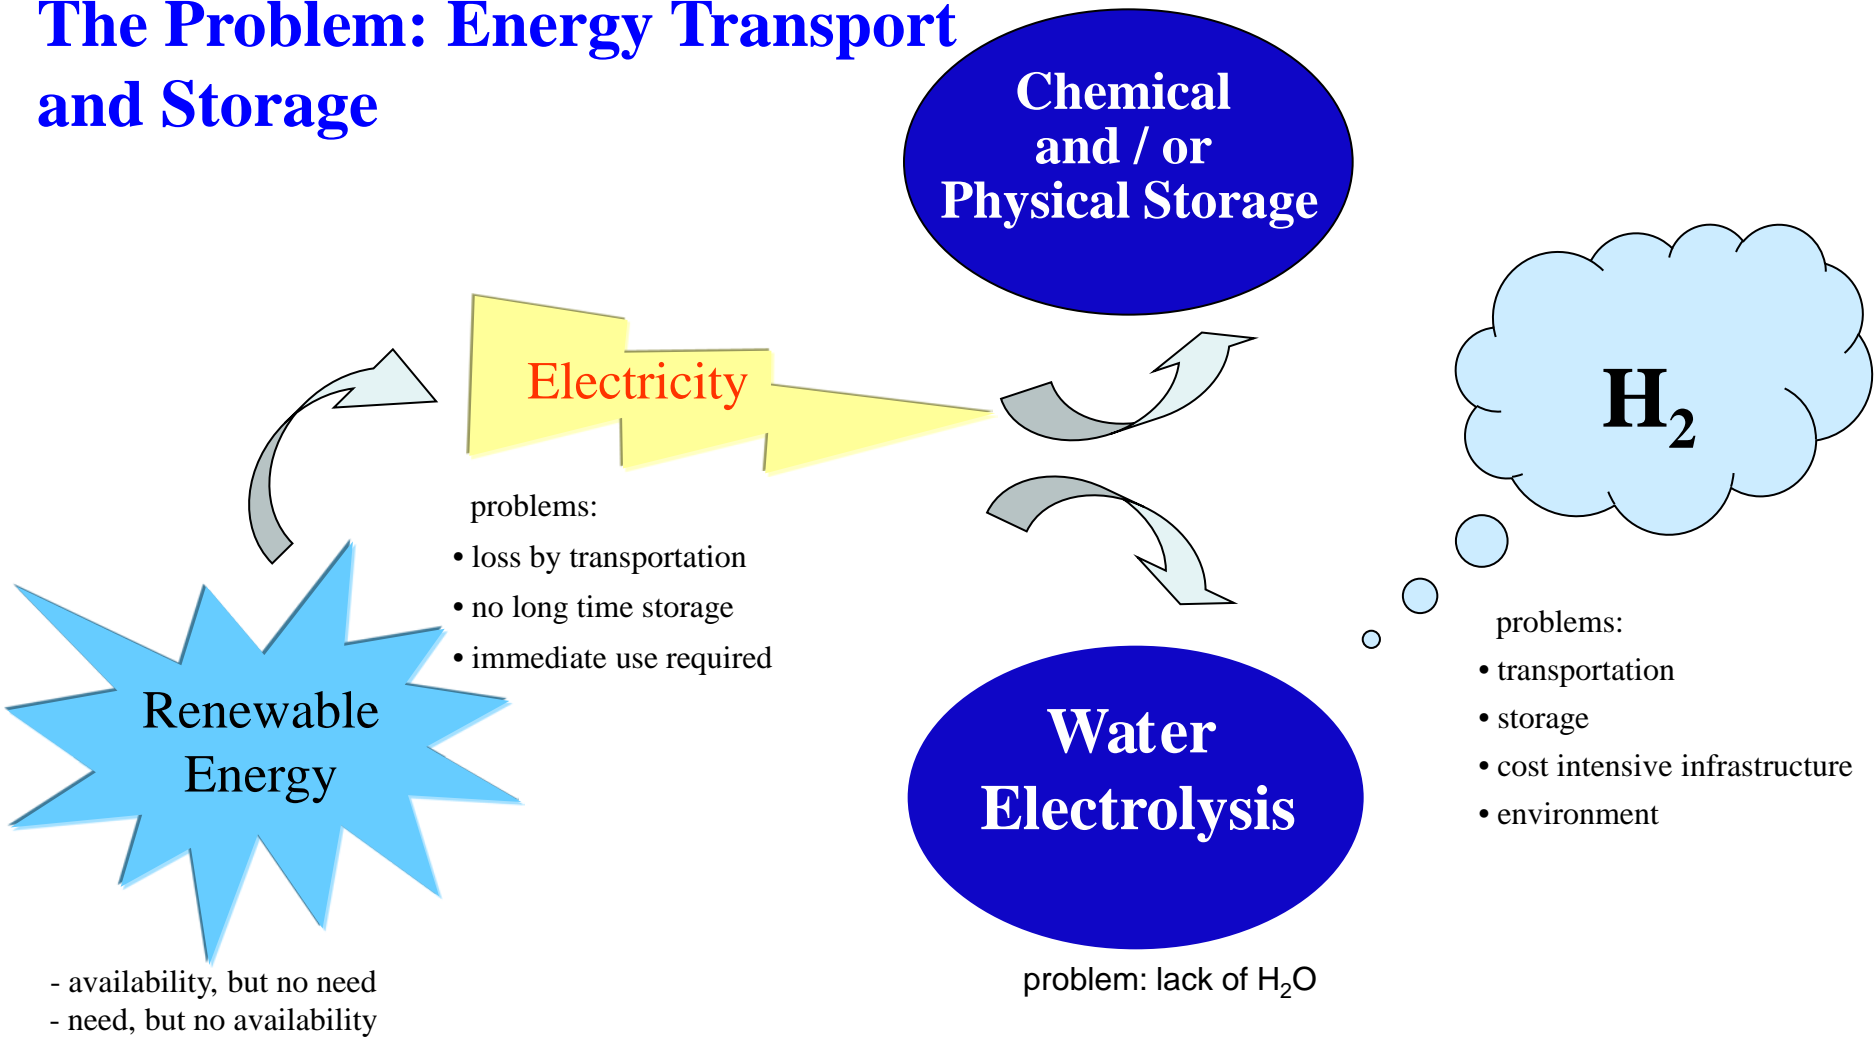 The Problem: Energy Transport
and Storage
Chemical
and / or
Physical Storage
Electricity
problems:
• loss by transportation
• no long time storage
• immediate use required
Renewable
Energy
- availability, but no need
- need, but no availability
Water
Electrolysis
problem: lack of H₂O
H₂
problems:
• transportation
• storage
• cost intensive infrastructure
• environment